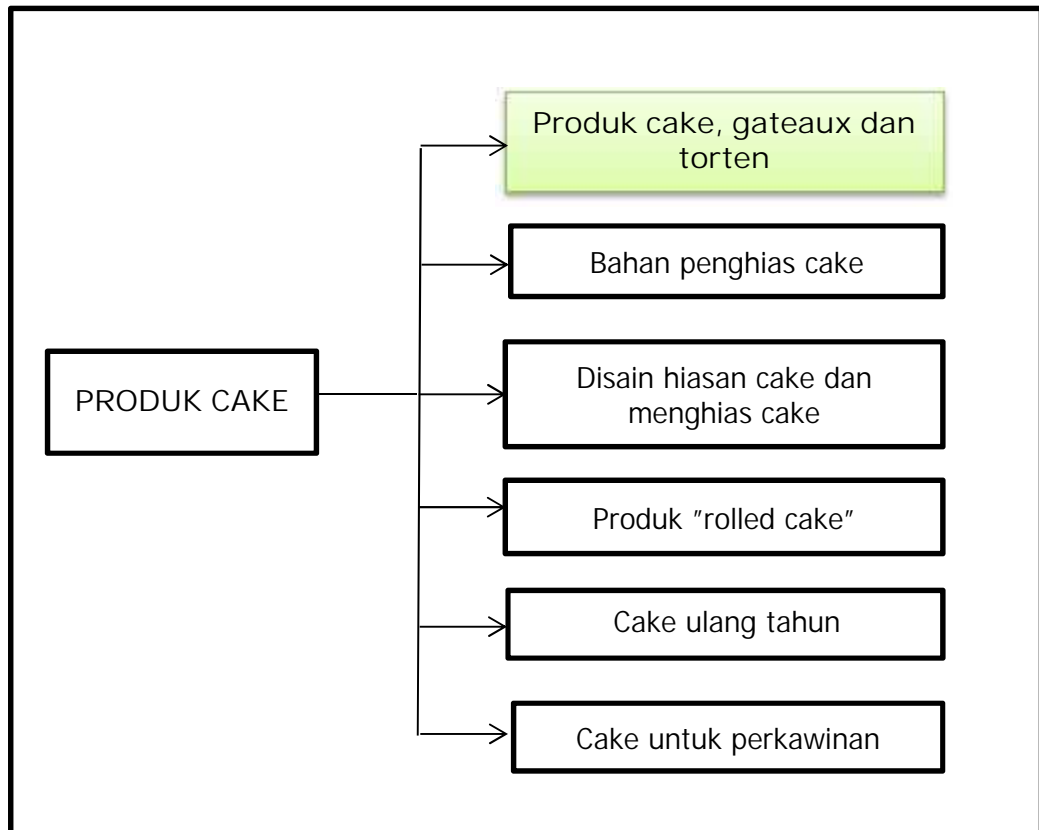 Produk cake, gateaux dan
torten
Bahan penghias cake
Disain hiasan cake dan
menghias cake
PRODUK CAKE
Produk "rolled cake"
Cake ulang tahun
Cake untuk perkawinan